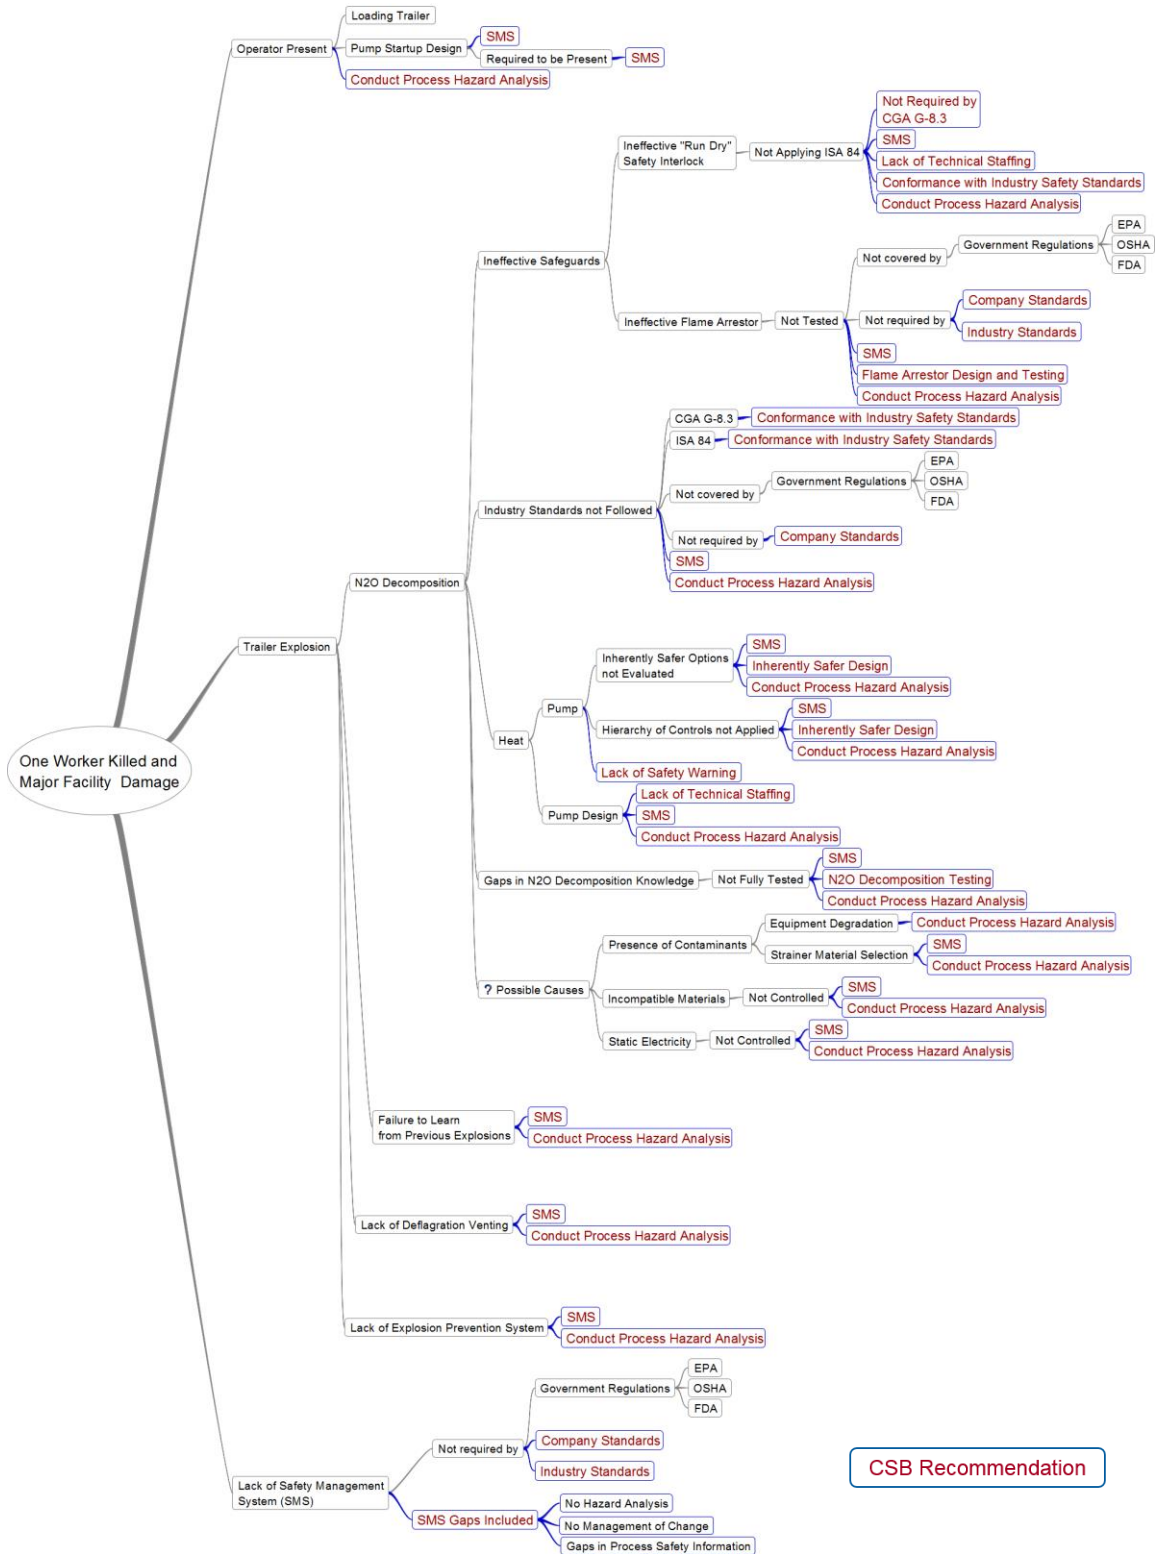 Loading Trailer
Operator Present
Pump Startup Design
SMS
Required to be Present
SMS
Conduct Process Hazard Analysis
Ineffective "Run Dry"
Safety Interlock
Not Applying ISA 84
Not Required by
CGA G-8.3
SMS
Lack of Technical Staffing
Conformance with Industry Safety Standards
Conduct Process Hazard Analysis
Ineffective Safeguards
Not covered by
Government Regulations
EPA
OSHA
FDA
Ineffective Flame Arrestor
Not Tested
Not required by
Company Standards
Industry Standards
SMS
Flame Arrestor Design and Testing
Conduct Process Hazard Analysis
CGA G-8.3
Conformance with Industry Safety Standards
ISA 84
Conformance with Industry Safety Standards
Industry Standards not Followed
Not covered by
Government Regulations
EPA
OSHA
FDA
Not required by
Company Standards
SMS
Conduct Process Hazard Analysis
N2O Decomposition
Trailer Explosion
Inherently Safer Options
not Evaluated
SMS
Inherently Safer Design
Conduct Process Hazard Analysis
Pump
Hierarchy of Controls not Applied
SMS
Inherently Safer Design
Conduct Process Hazard Analysis
Heat
Lack of Safety Warning
Pump Design
Lack of Technical Staffing
SMS
Conduct Process Hazard Analysis
One Worker Killed and
Major Facility Damage
Gaps in N2O Decomposition Knowledge
Not Fully Tested
SMS
N2O Decomposition Testing
Conduct Process Hazard Analysis
? Possible Causes
Presence of Contaminants
Equipment Degradation
Conduct Process Hazard Analysis
Strainer Material Selection
SMS
Conduct Process Hazard Analysis
Incompatible Materials
Not Controlled
SMS
Conduct Process Hazard Analysis
Static Electricity
Not Controlled
SMS
Conduct Process Hazard Analysis
Failure to Learn
from Previous Explosions
SMS
Conduct Process Hazard Analysis
Lack of Deflagration Venting
SMS
Conduct Process Hazard Analysis
Lack of Explosion Prevention System
SMS
Conduct Process Hazard Analysis
Lack of Safety Management
System (SMS)
Not required by
Government Regulations
EPA
OSHA
FDA
Company Standards
Industry Standards
SMS Gaps Included
No Hazard Analysis
No Management of Change
Gaps in Process Safety Information
CSB Recommendation